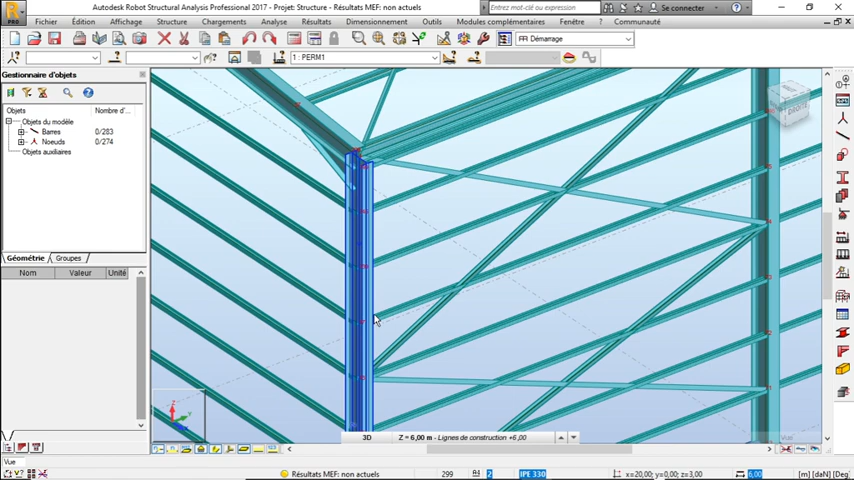 Autodesk Robot Structural Analysis Professional 2017 - Projet: Structure - Résultats MEF: non actuels
Entrez mot-clé ou expression
Se connecter
PRO
Fichier Édition Affichage Structure Chargements Analyse Résultats Dimensionnement Outils Modules complémentaires Fenêtre ? Communauté
Démarrage
1 : PERM1
Gestionnaire d'objets
Objets Nombre d'...
Objets du modèle
Barres 0/283
Noeuds 0/274
Objets auxiliaires
Géométrie Groupes
Nom Valeur Unité
3D Z = 6,00 m - Lignes de construction +6,00
Vue
Vue
Résultats MEF: non actuels 299 2 IPE 330 x=20,00; y=0,00; z=3,00 6,00 [m] [daN] [Deg]